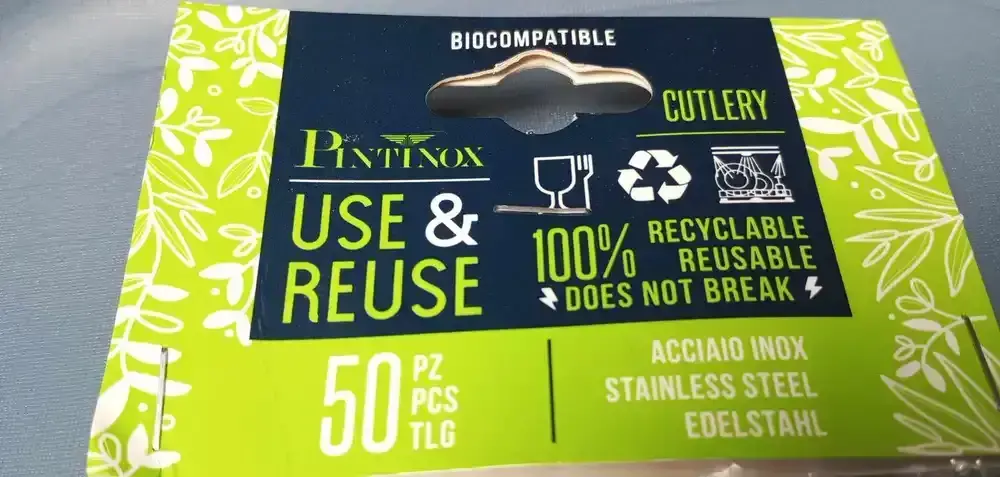 BIOCOMPATIBLE
CUTLERY
PINTINOX
USE &
REUSE
100% RECYCLABLE
REUSABLE
DOES NOT BREAK
50 PZ
PCS
TLG
ACCIAIO INOX
STAINLESS STEEL
EDELSTAHL